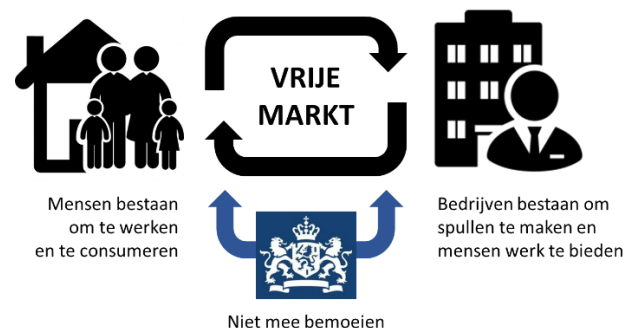 VRIJE
MARKT
Mensen bestaan
om te werken
en te consumeren
Bedrijven bestaan om
spullen te maken en
mensen werk te bieden
Niet mee bemoeien